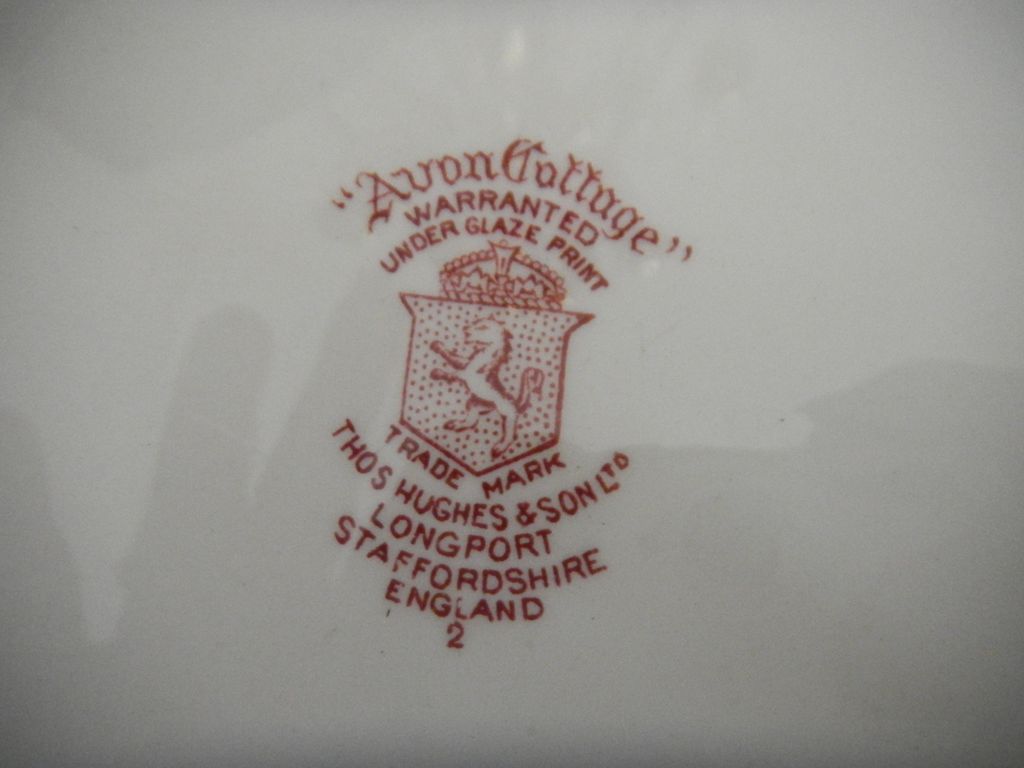 "Avon Cottage"
WARRANTED
UNDER GLAZE PRINT
TRADE MARK
THOS HUGHES & SON LTD
LONGPORT
STAFFORDSHIRE
ENGLAND
2